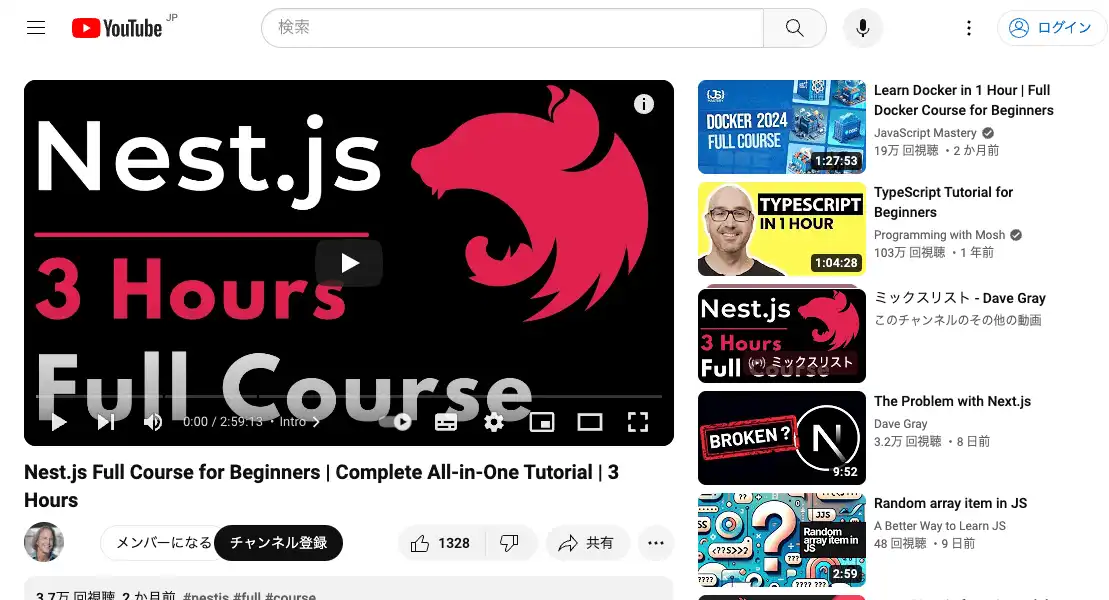 YouTube JP
検索
ログイン
Nest.js
3 Hours
Full Course
0:00 / 2:59:13 • Intro
Nest.js Full Course for Beginners | Complete All-in-One Tutorial | 3
Hours
メンバーになる
チャンネル登録
1328
共有
3.7万 回視聴 2 か月前 #nestjs #full #course
{JS}
MASTERY
DOCKER 2024
FULL COURSE
1:27:53
Learn Docker in 1 Hour | Full
Docker Course for Beginners
JavaScript Mastery
19万 回視聴 • 2 か月前
TYPESCRIPT
IN 1 HOUR
1:04:28
TypeScript Tutorial for
Beginners
Programming with Mosh
103万 回視聴 • 1 年前
Nest.js
3 Hours
Full Course
ミックスリスト
ミックスリスト - Dave Gray
このチャンネルのその他の動画
BROKEN ?
N
9:52
The Problem with Next.js
Dave Gray
3.2万 回視聴 • 8 日前
JJS
Random
array item in
JS
2:59
Random array item in JS
A Better Way to Learn JS
48 回視聴 • 9 日前